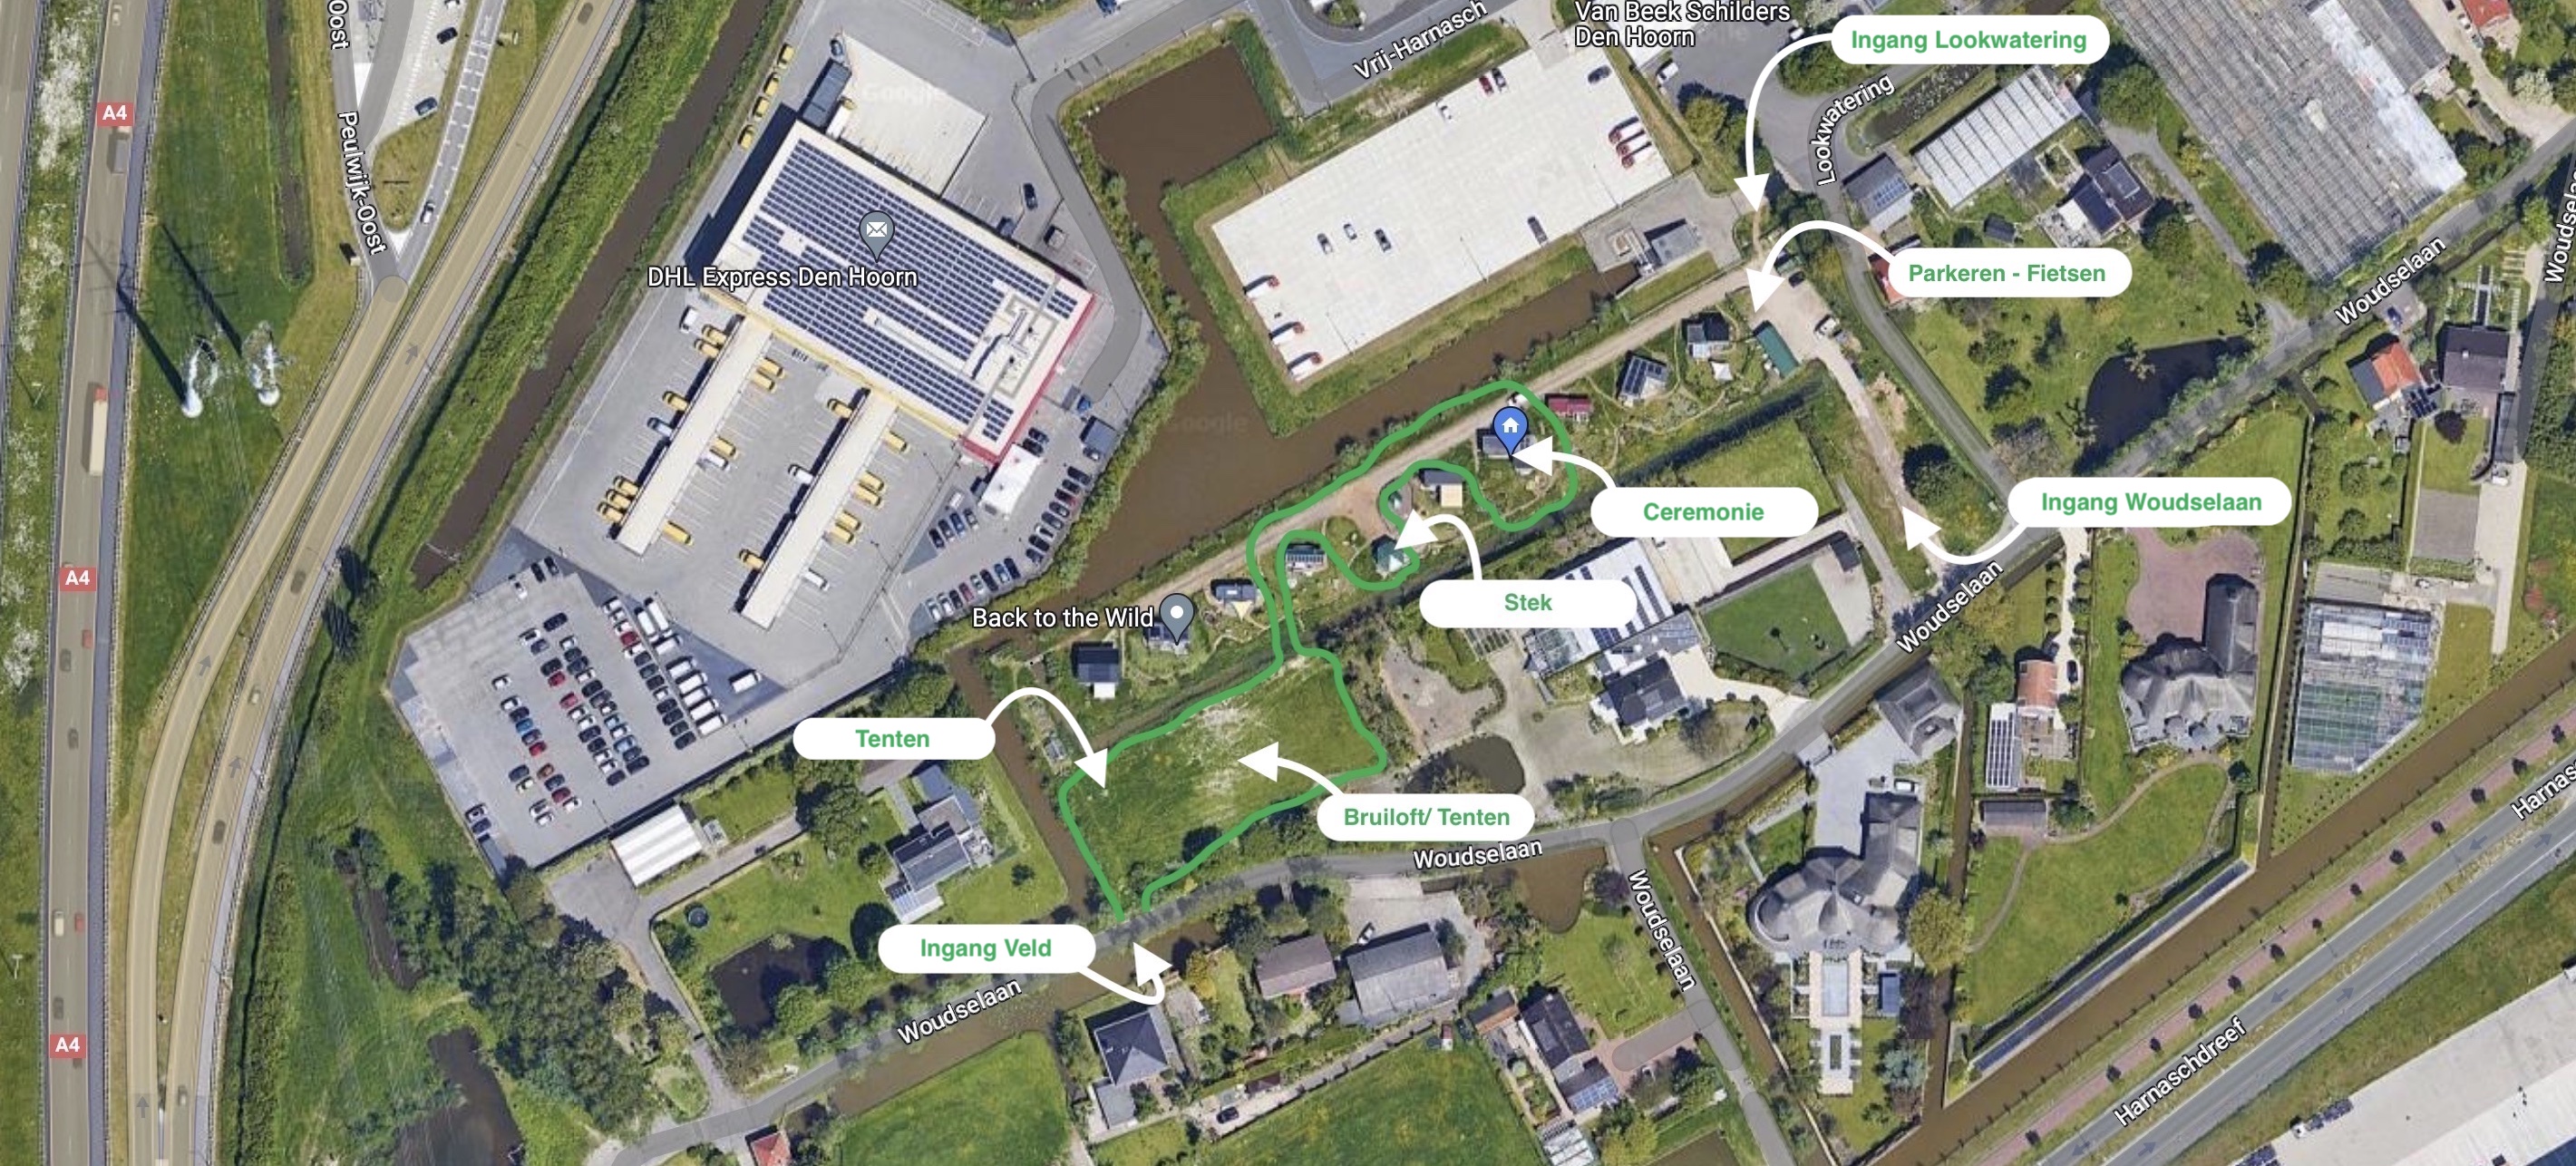 Oost
Van Beek Schilders
Den Hoorn
Vrij-Harnasch
Ingang Lookwatering
Google
A4
Peulwijk-Oost
Lookwatering
DHL Express Den Hoorn
Parkeren - Fietsen
Woudselaan
Google
Ceremonie
Ingang Woudselaan
A4
Stek
Back to the Wild
Woudselaan
Tenten
Bruiloft/ Tenten
Woudselaan
Ingang Veld
Woudselaan
Woudselaan
A4
Harnaschdreef